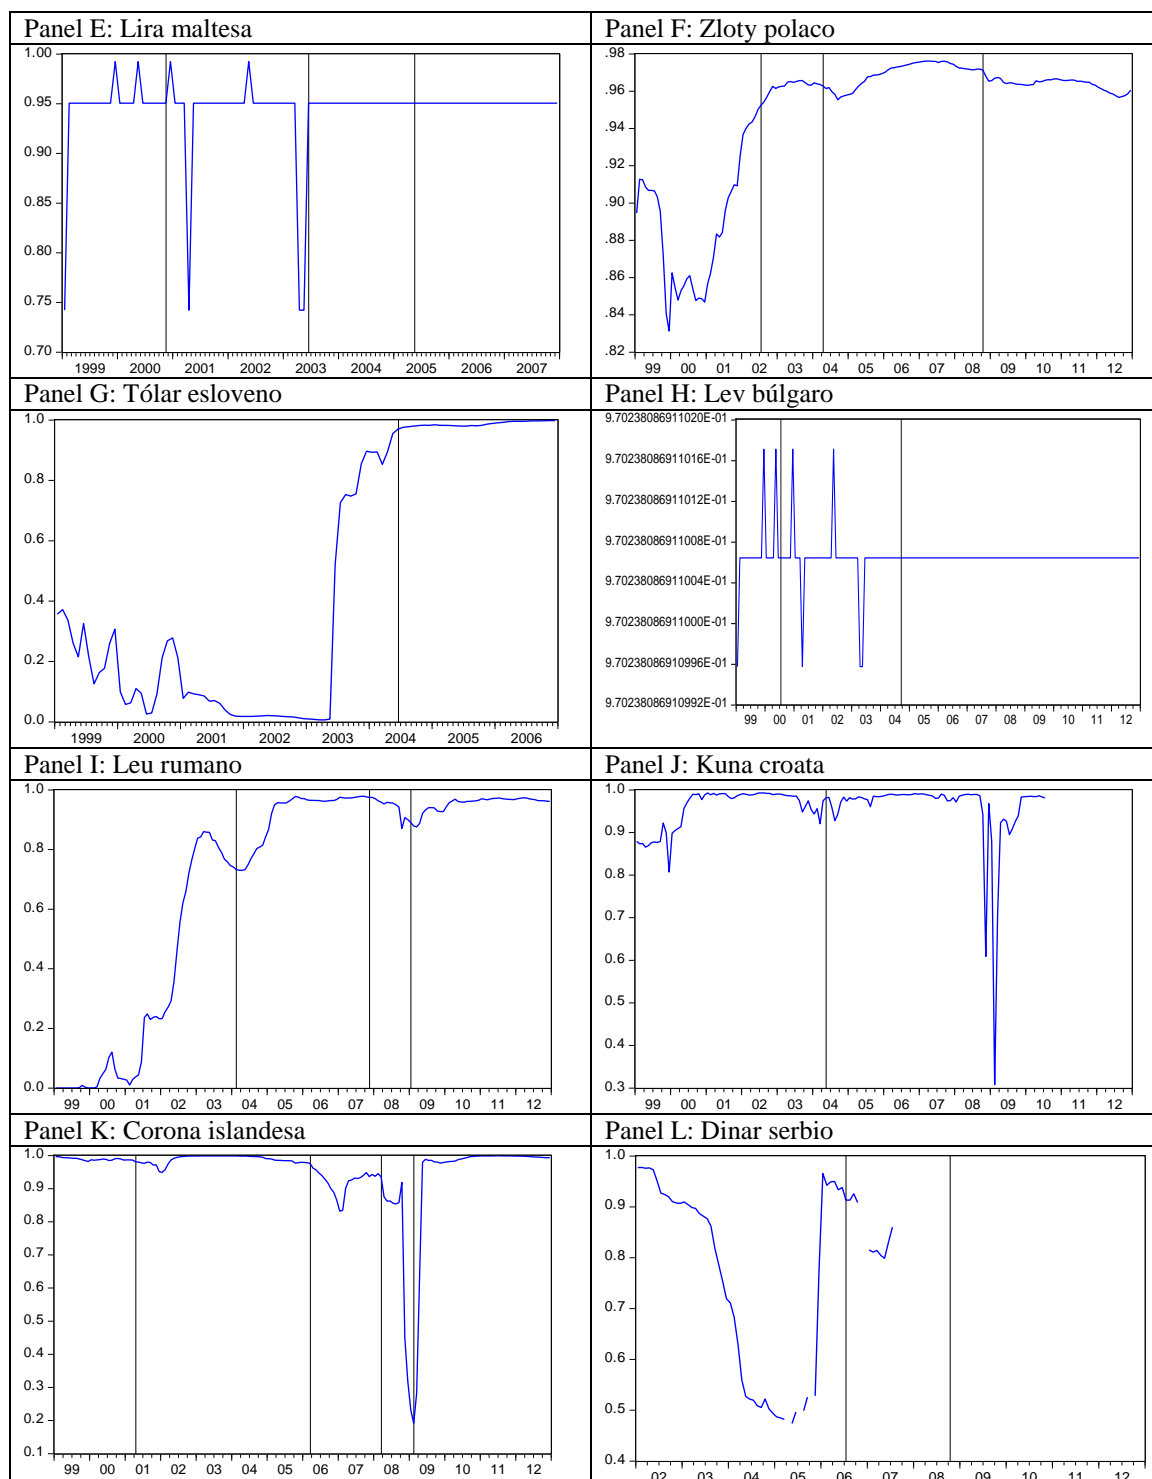 Panel E: Lira maltesa
1.00
0.95
0.90
0.85
0.80
0.75
0.70
1999 2000 2001 2002 2003 2004 2005 2006 2007
Panel F: Zloty polaco
.98
.96
.94
.92
.90
.88
.86
.84
.82
99 00 01 02 03 04 05 06 07 08 09 10 11 12
Panel G: Tólar esloveno
1.0
0.8
0.6
0.4
0.2
0.0
1999 2000 2001 2002 2003 2004 2005 2006
Panel H: Lev búlgaro
9.70238086911020E-01
9.70238086911016E-01
9.70238086911012E-01
9.70238086911008E-01
9.70238086911004E-01
9.70238086911000E-01
9.70238086910996E-01
9.70238086910992E-01
99 00 01 02 03 04 05 06 07 08 09 10 11 12
Panel I: Leu rumano
1.0
0.8
0.6
0.4
0.2
0.0
99 00 01 02 03 04 05 06 07 08 09 10 11 12
Panel J: Kuna croata
1.0
0.9
0.8
0.7
0.6
0.5
0.4
0.3
99 00 01 02 03 04 05 06 07 08 09 10 11 12
Panel K: Corona islandesa
1.0
0.9
0.8
0.7
0.6
0.5
0.4
0.3
0.2
0.1
99 00 01 02 03 04 05 06 07 08 09 10 11 12
Panel L: Dinar serbio
1.0
0.9
0.8
0.7
0.6
0.5
0.4
02 03 04 05 06 07 08 09 10 11 12